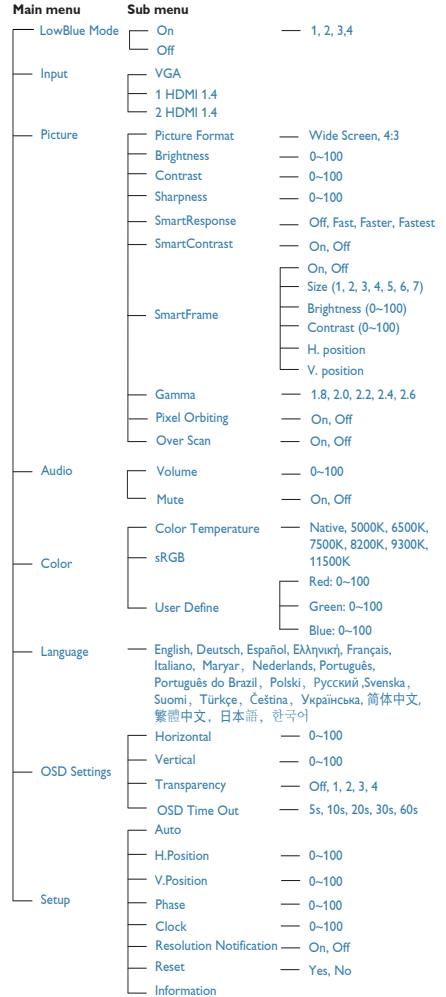 Main menu Sub menu
LowBlue Mode On 1, 2, 3,4
Off
Input VGA
1 HDMI 1.4
2 HDMI 1.4
Picture Picture Format Wide Screen, 4:3
Brightness 0~100
Contrast 0~100
Sharpness 0~100
SmartResponse Off, Fast, Faster, Fastest
SmartContrast On, Off
On, Off
Size (1, 2, 3, 4, 5, 6, 7)
SmartFrame Brightness (0~100)
Contrast (0~100)
H. position
V. position
Gamma 1.8, 2.0, 2.2, 2.4, 2.6
Pixel Orbiting On, Off
Over Scan On, Off
Audio Volume 0~100
Mute On, Off
Color Temperature Native, 5000K, 6500K,
sRGB 7500K, 8200K, 9300K,
11500K
Color
Red: 0~100
User Define Green: 0~100
Blue: 0~100
Language English, Deutsch, Español, Ελληνική, Français,
Italiano, Maryar, Nederlands, Português,
Português do Brazil, Polski, Русский ,Svenska,
Suomi, Türkçe, Čeština, Українська, 简体中文,
繁體中文, 日本語, 한국어
Horizontal 0~100
Vertical 0~100
OSD Settings
Transparency Off, 1, 2, 3, 4
OSD Time Out 5s, 10s, 20s, 30s, 60s
Auto
H.Position 0~100
V.Position 0~100
Setup Phase 0~100
Clock 0~100
Resolution Notification On, Off
Reset Yes, No
Information